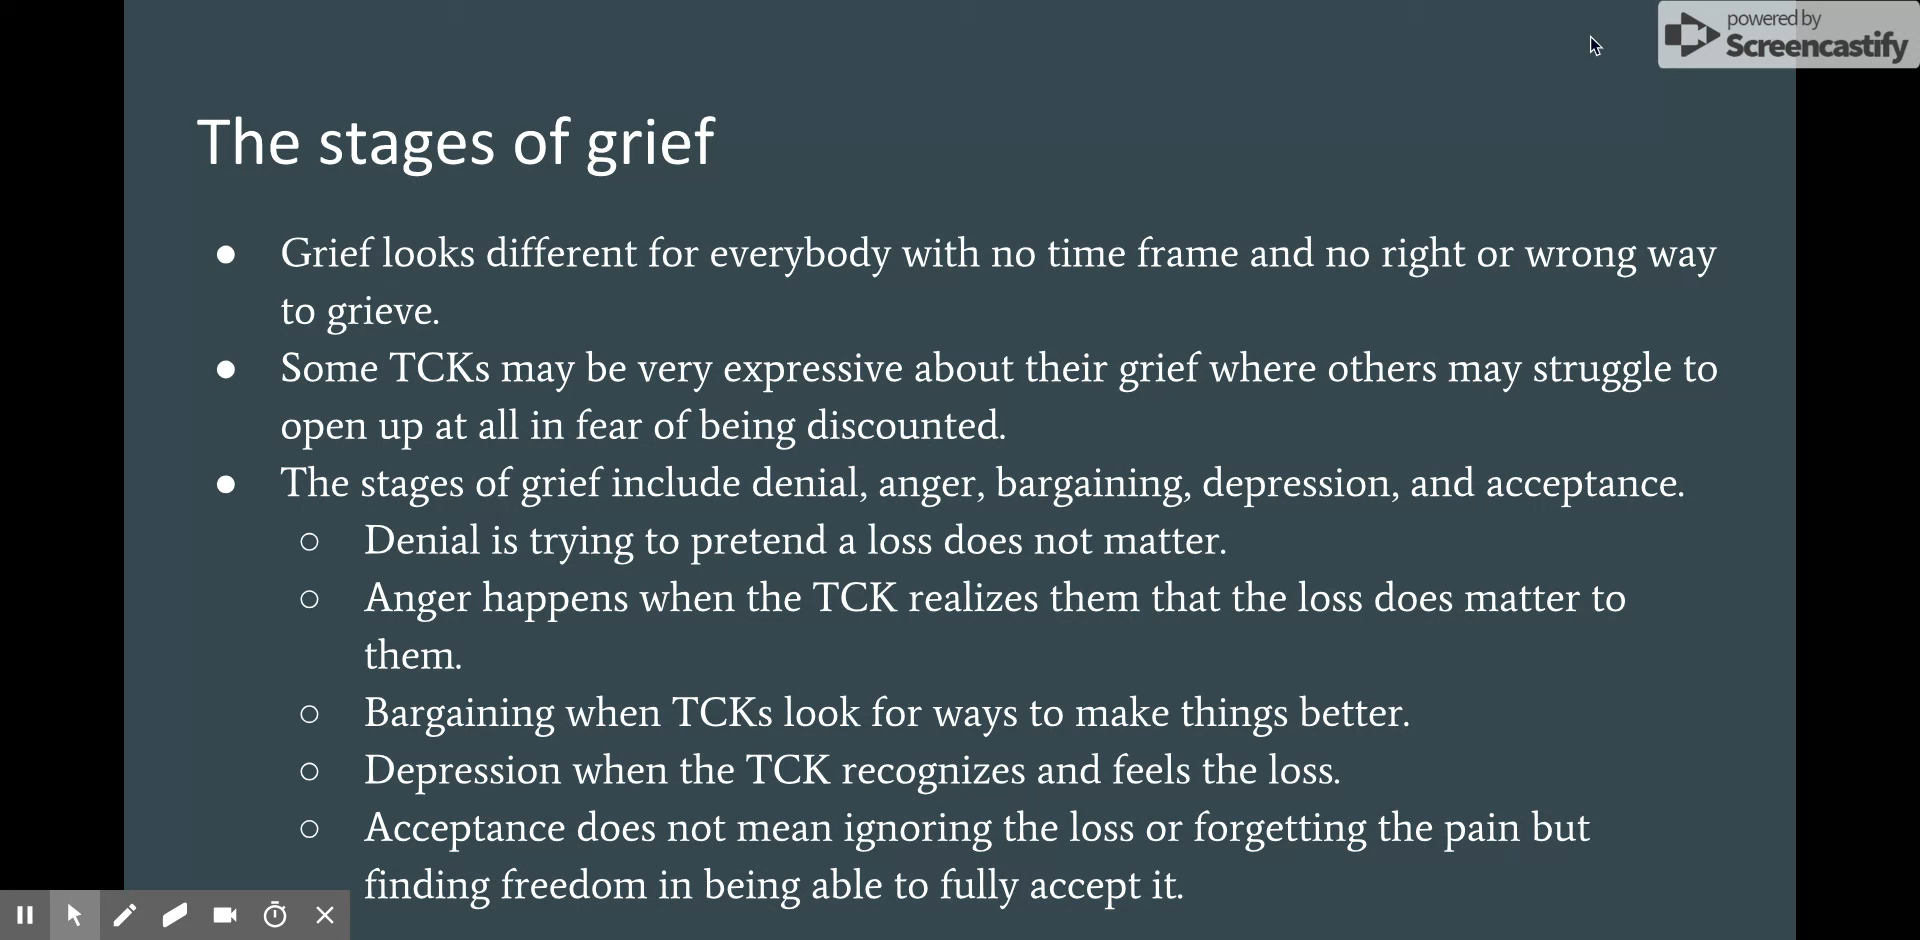 powered by
Screencastify
The stages of grief
● Grief looks different for everybody with no time frame and no right or wrong way
to grieve.
● Some TCKs may be very expressive about their grief where others may struggle to
open up at all in fear of being discounted.
● The stages of grief include denial, anger, bargaining, depression, and acceptance.
○ Denial is trying to pretend a loss does not matter.
○ Anger happens when the TCK realizes them that the loss does matter to
them.
○ Bargaining when TCKs look for ways to make things better.
○ Depression when the TCK recognizes and feels the loss.
○ Acceptance does not mean ignoring the loss or forgetting the pain but
finding freedom in being able to fully accept it.